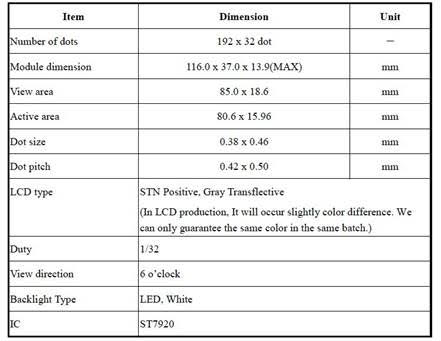 Item Dimension Unit
Number of dots 192 x 32 dot —
Module dimension 116.0 x 37.0 x 13.9(MAX) mm
View area 85.0 x 18.6 mm
Active area 80.6 x 15.96 mm
Dot size 0.38 x 0.46 mm
Dot pitch 0.42 x 0.50 mm
LCD type STN Positive, Gray Transflective
(In LCD production, It will occur slightly color difference. We
can only guarantee the same color in the same batch.)
Duty 1/32
View direction 6 o’clock
Backlight Type LED, White
IC ST7920